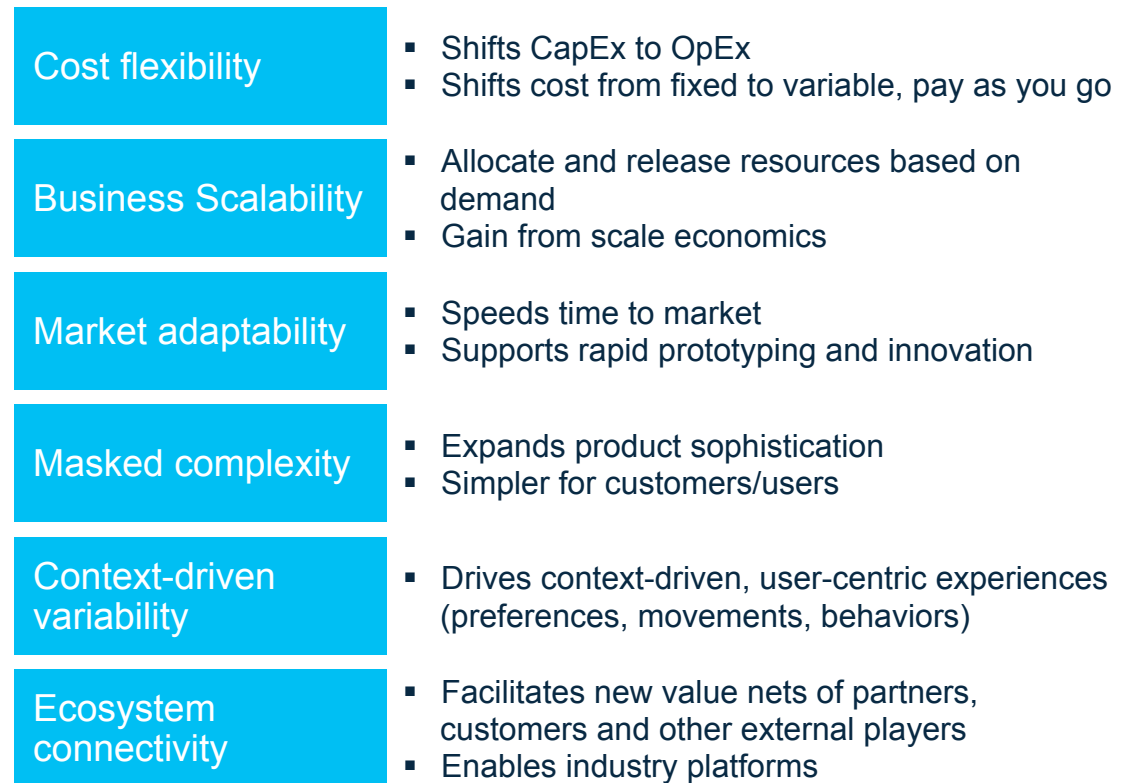 Cost flexibility
▪ Shifts CapEx to OpEx
▪ Shifts cost from fixed to variable, pay as you go
Business Scalability
▪ Allocate and release resources based on
demand
▪ Gain from scale economics
Market adaptability
▪ Speeds time to market
▪ Supports rapid prototyping and innovation
Masked complexity
▪ Expands product sophistication
▪ Simpler for customers/users
Context-driven
variability
▪ Drives context-driven, user-centric experiences
(preferences, movements, behaviors)
Ecosystem
connectivity
▪ Facilitates new value nets of partners,
customers and other external players
▪ Enables industry platforms